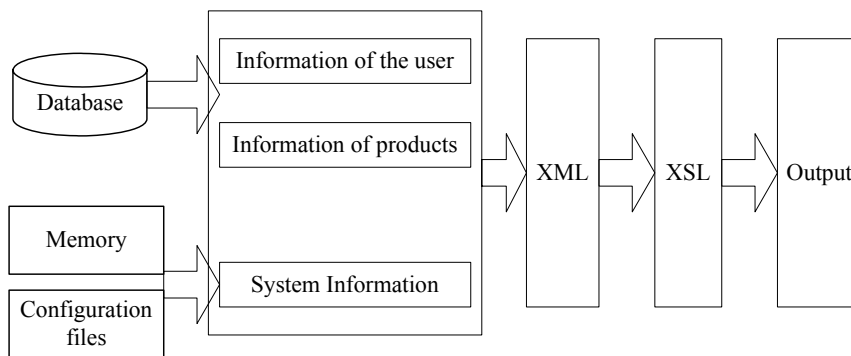 Database
Memory
Configuration
files
Information of the user
Information of products
System Information
XML
XSL
Output